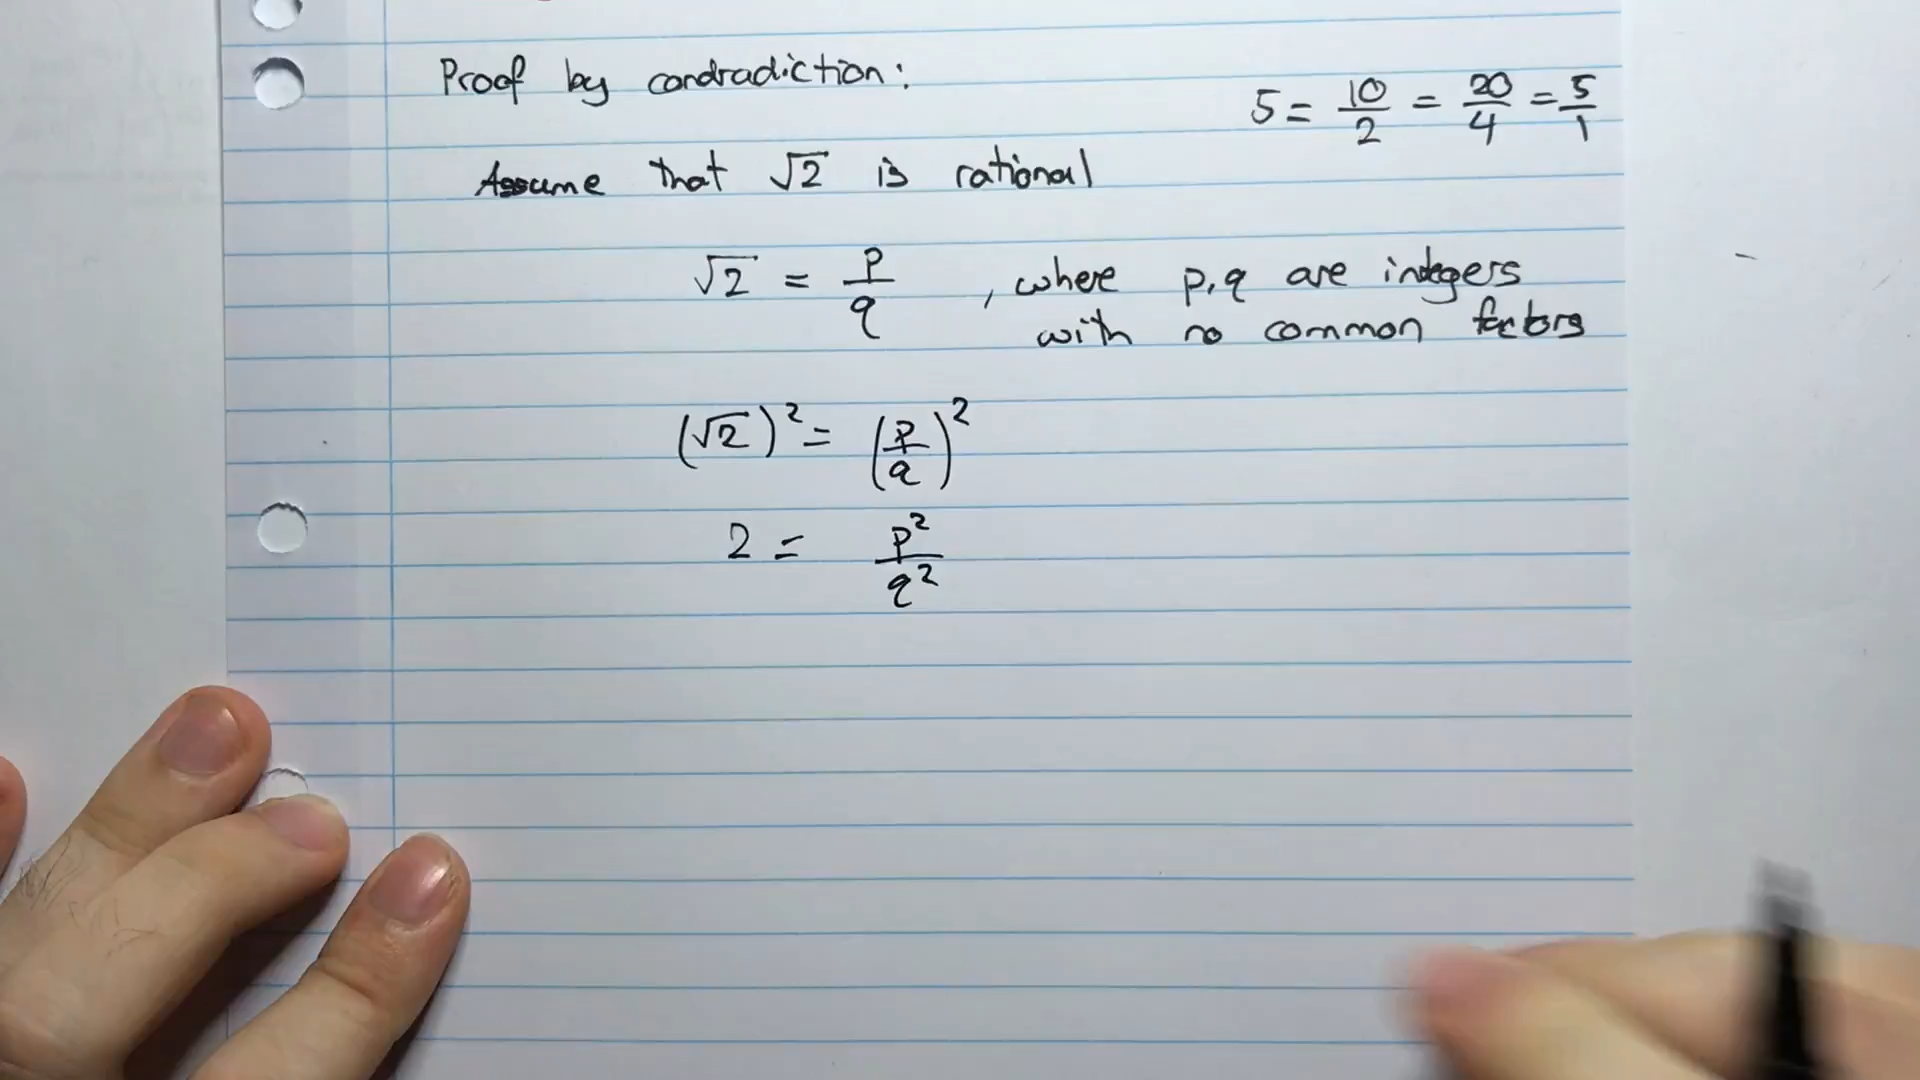 Proof by condradiction:
5 = 10/2 = 20/4 = 5/1
Assume that √2 is rational
√2 = p/q , where p,q are integers
with no common factors
(√2)² = (p/q)²
2 = p²/q²